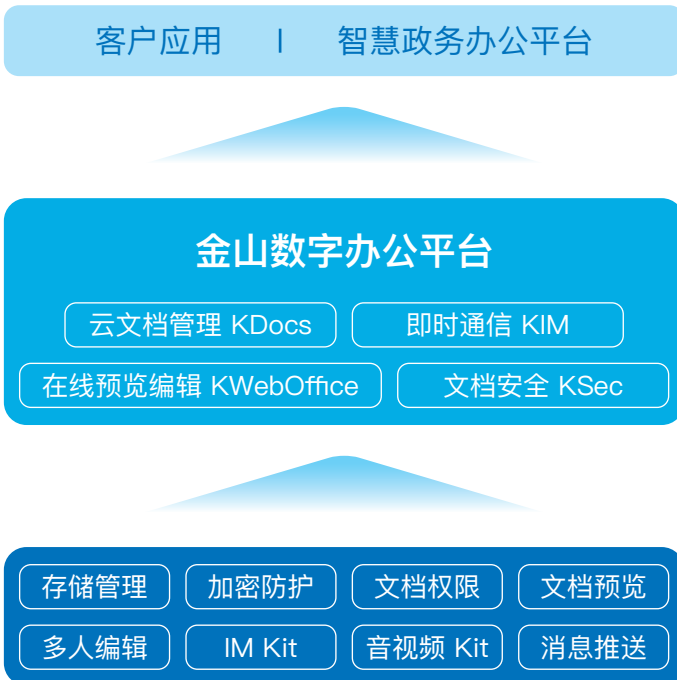 客户应用 | 智慧政务办公平台
金山数字办公平台
云文档管理 KDocs 即时通信 KIM
在线预览编辑 KWebOffice 文档安全 KSec
存储管理 加密防护 文档权限 文档预览
多人编辑 IM Kit 音视频 Kit 消息推送